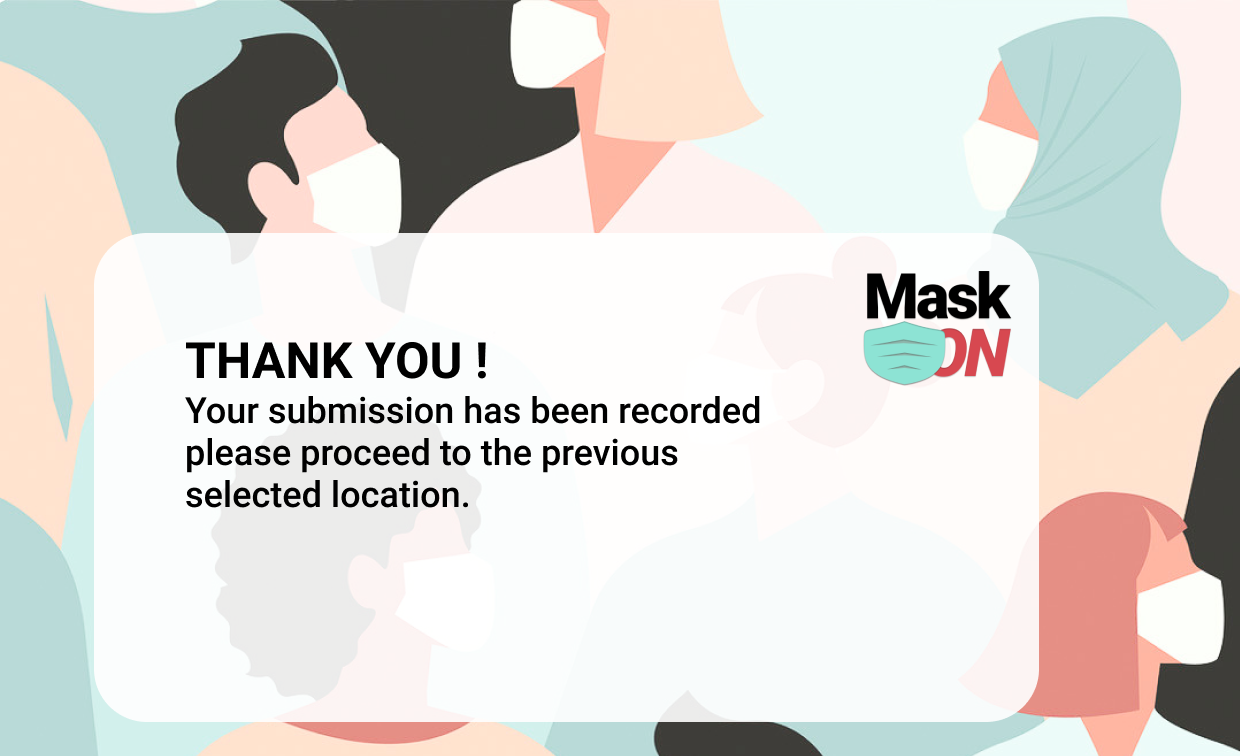 Mask
ON
THANK YOU !
Your submission has been recorded
please proceed to the previous
selected location.